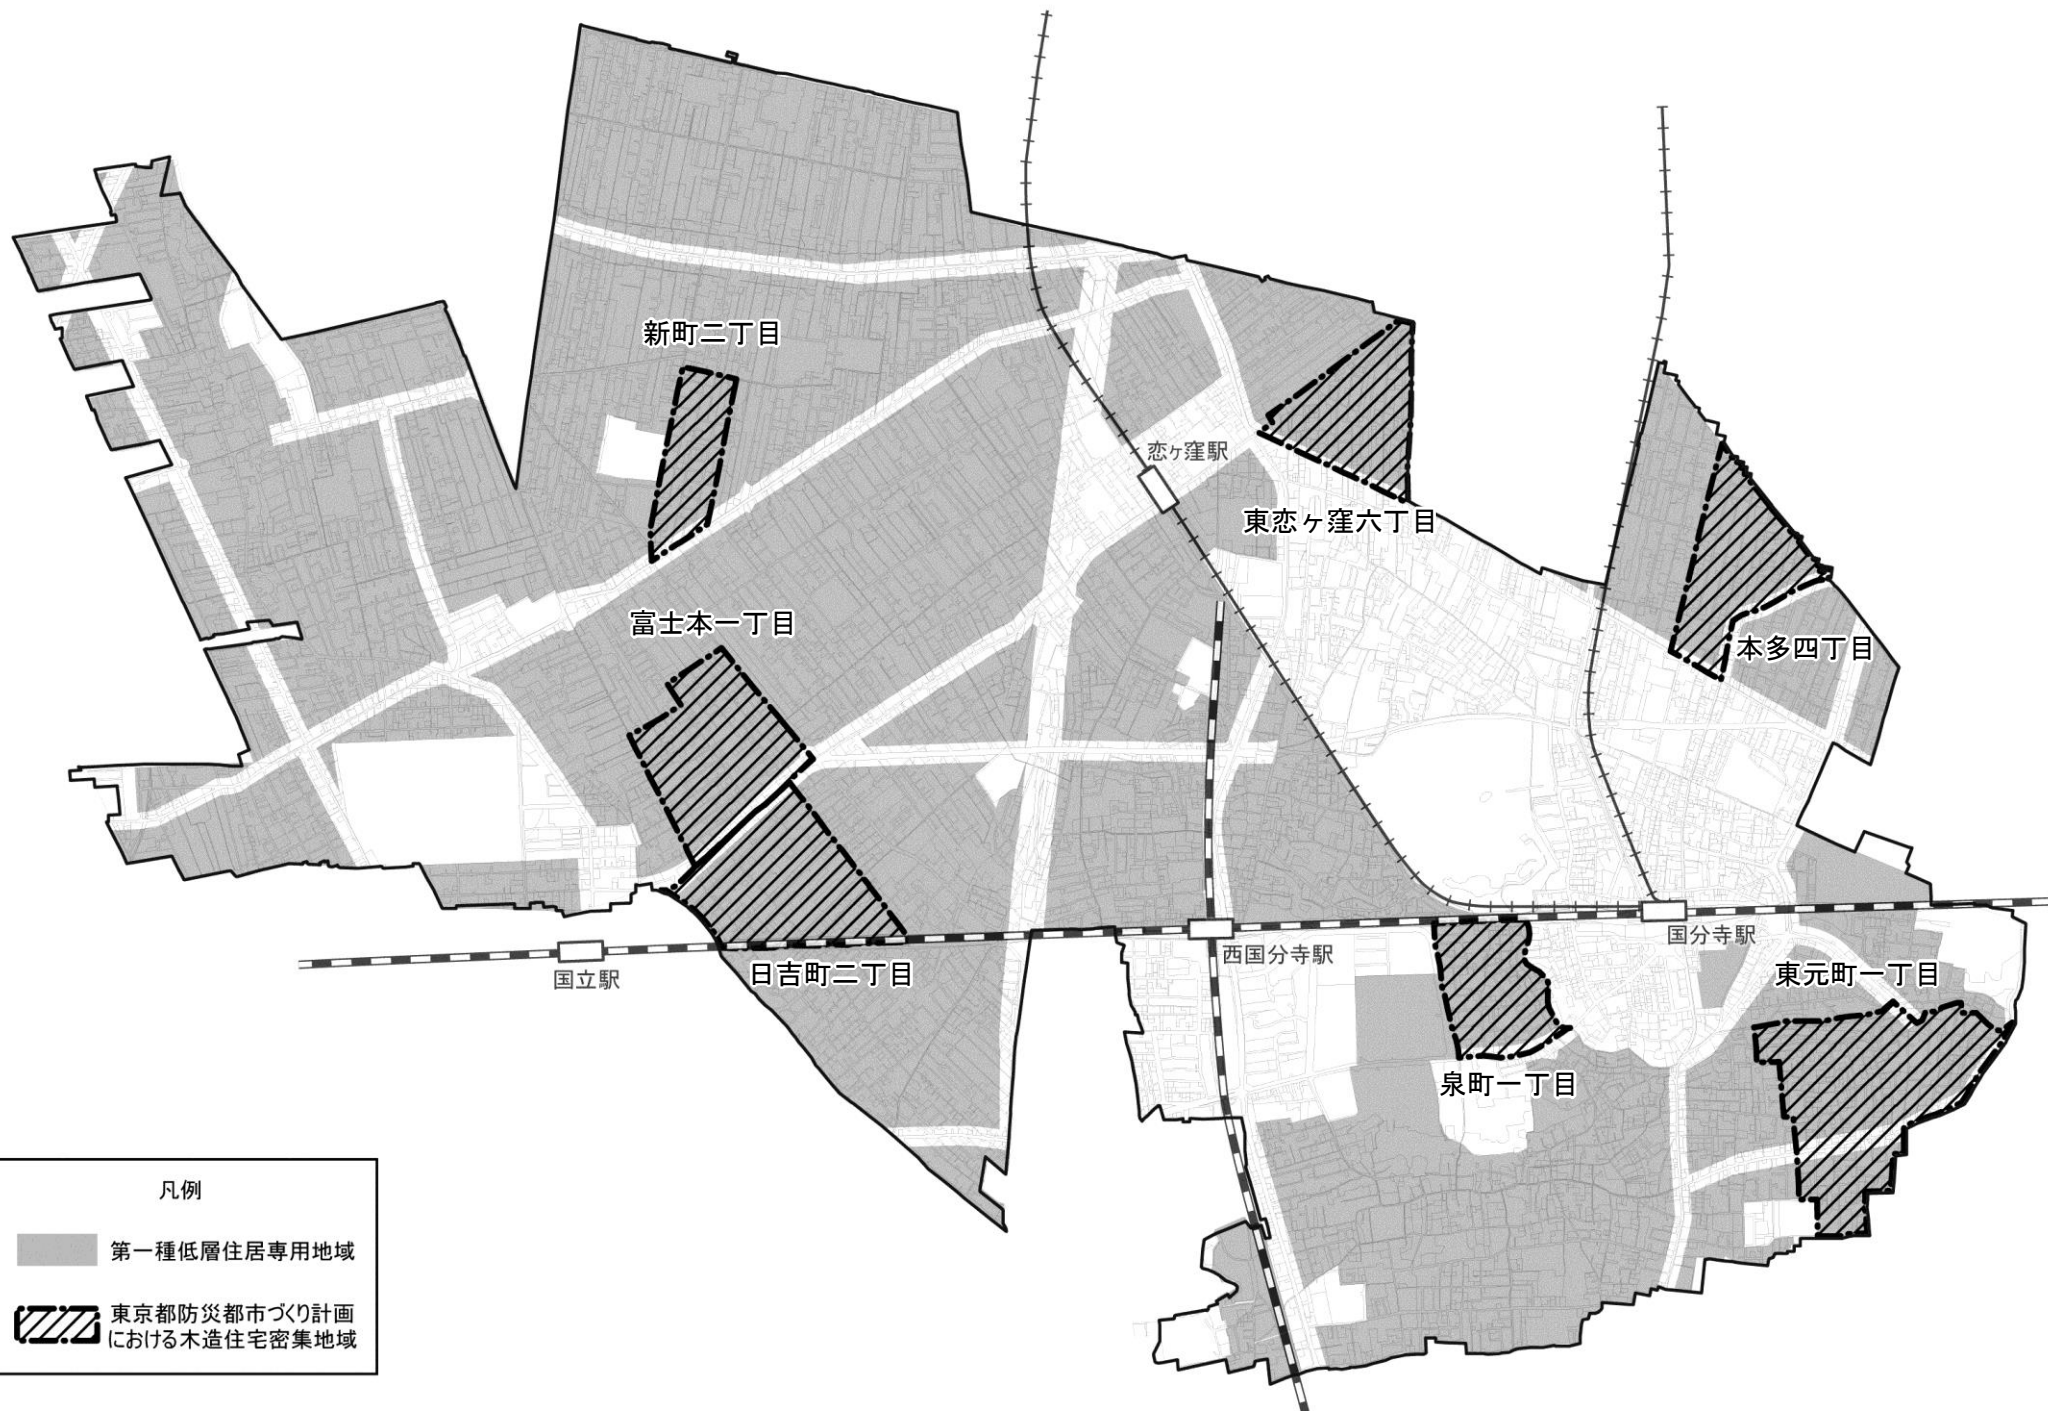 新町二丁目
恋ヶ窪駅
東恋ヶ窪六丁目
富士本一丁目
本多四丁目
国分寺駅
西国分寺駅
東元町一丁目
日吉町二丁目
国立駅
泉町一丁目
凡例
第一種低層住居専用地域
東京都防災都市づくり計画
における木造住宅密集地域